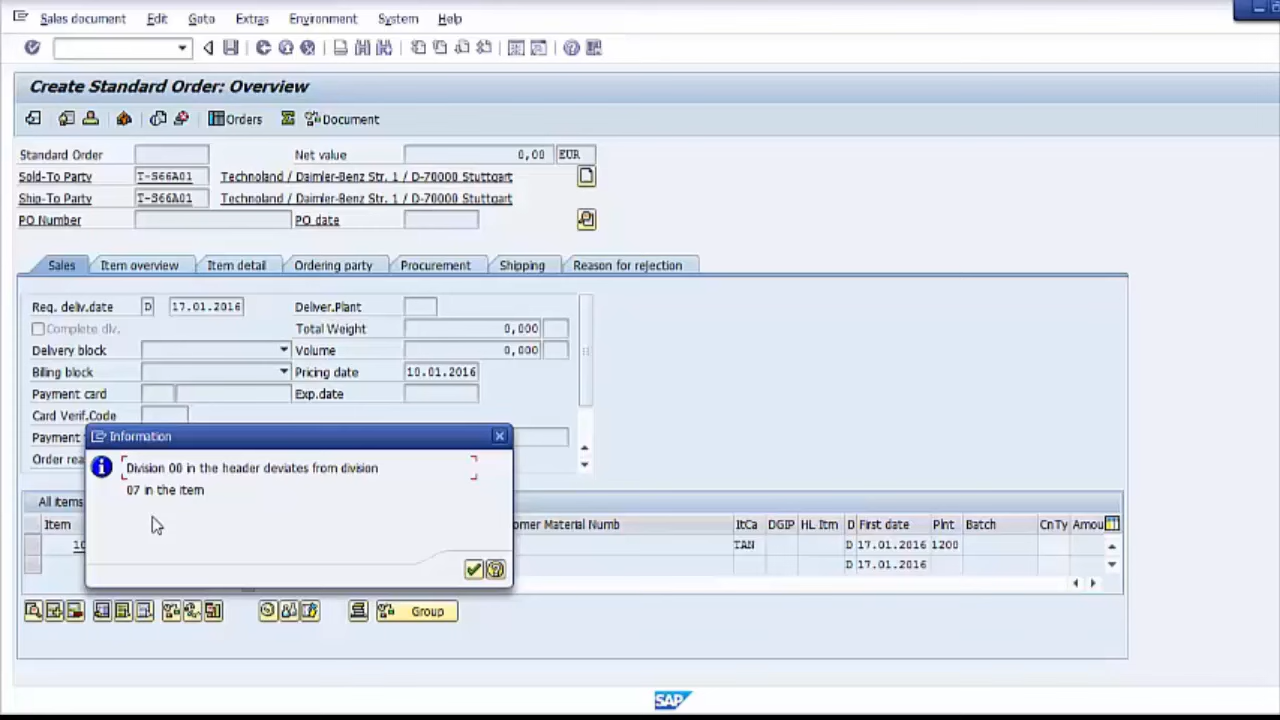 Sales document Edit Goto Extras Environment System Help
Create Standard Order: Overview
Orders Document
Standard Order Net value 0,00 EUR
Sold-To Party T-S66A01 Technoland / Daimler-Benz Str. 1 / D-70000 Stuttgart
Ship-To Party T-S66A01 Technoland / Daimler-Benz Str. 1 / D-70000 Stuttgart
PO Number PO date
Sales Item overview Item detail Ordering party Procurement Shipping Reason for rejection
Req. deliv.date D 17.01.2016 Deliver.Plant
Complete dlv. Total Weight 0,000
Delivery block Volume 0,000
Billing block Pricing date 10.01.2016
Payment card Exp.date
Card Verif.Code
Payment
Order rea
Information
Division 00 in the header deviates from division
07 in the item
All items
Item omer Material Numb ItCa DGIP HL Itm D First date Plnt Batch CnTy Amou
10 TAN D 17.01.2016 1200
D 17.01.2016
Group
SAP